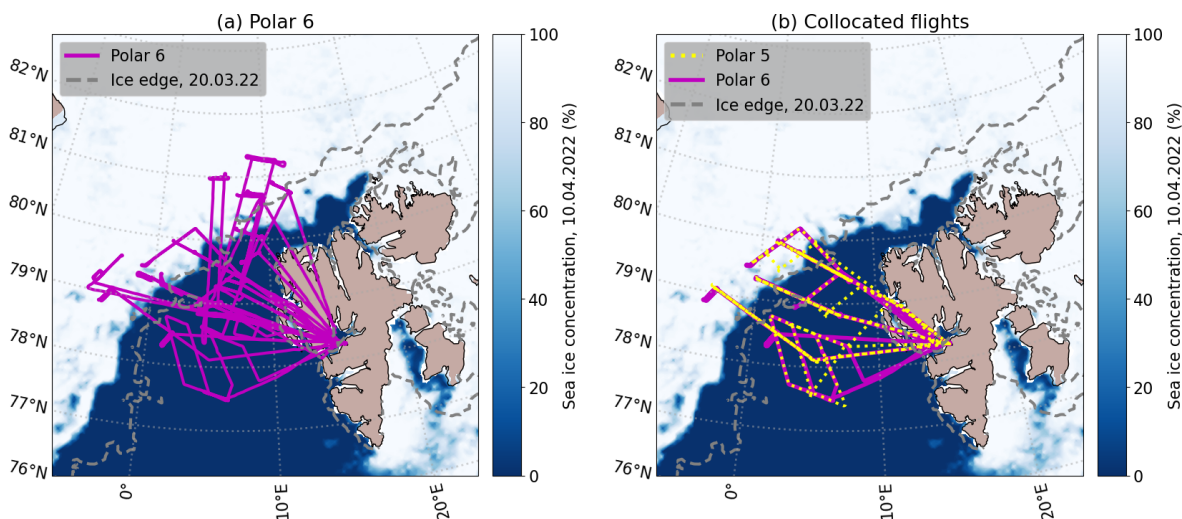 (a) Polar 6
Polar 6
Ice edge, 20.03.22
82°N
81°N
80°N
79°N
78°N
77°N
76°N
0°
10°E
20°E
100
80
60
40
20
0
Sea ice concentration, 10.04.2022 (%)
(b) Collocated flights
Polar 5
Polar 6
Ice edge, 20.03.22
82°N
81°N
80°N
79°N
78°N
77°N
76°N
0°
10°E
20°E
100
80
60
40
20
0
Sea ice concentration, 10.04.2022 (%)